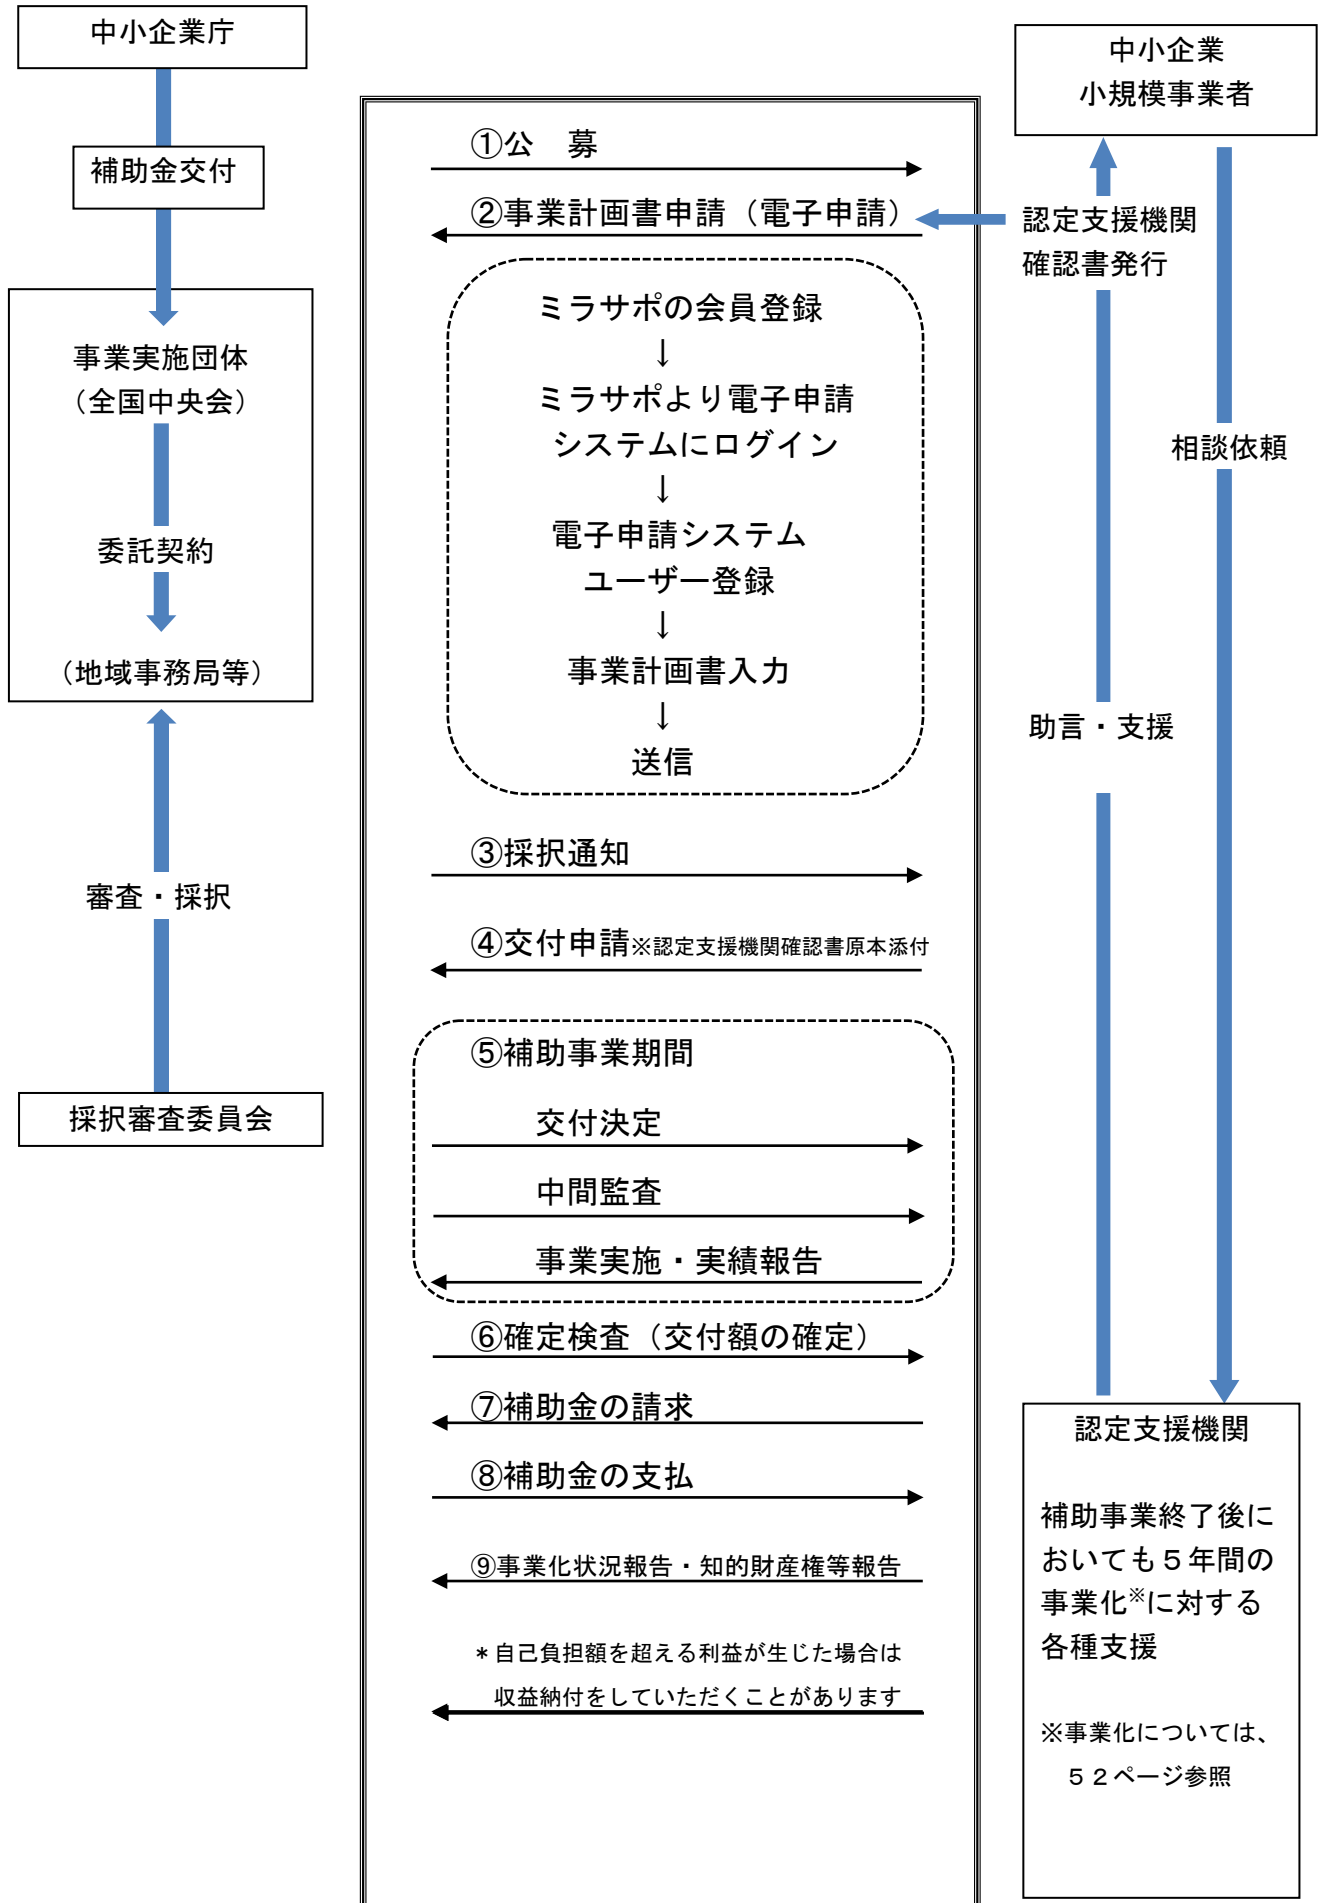 中小企業庁
補助金交付
事業実施団体
（全国中央会）
委託契約
（地域事務局等）
審査・採択
採択審査委員会
①公　募
②事業計画書申請（電子申請）
ミラサポの会員登録
↓
ミラサポより電子申請
システムにログイン
↓
電子申請システム
ユーザー登録
↓
事業計画書入力
↓
送信
③採択通知
④交付申請※認定支援機関確認書原本添付
⑤補助事業期間
交付決定
中間監査
事業実施・実績報告
⑥確定検査（交付額の確定）
⑦補助金の請求
⑧補助金の支払
⑨事業化状況報告・知的財産権等報告
＊自己負担額を超える利益が生じた場合は
収益納付をしていただくことがあります
中小企業
小規模事業者
認定支援機関
確認書発行
相談依頼
助言・支援
認定支援機関
補助事業終了後に
おいても５年間の
事業化※に対する
各種支援
※事業化については、
５２ページ参照